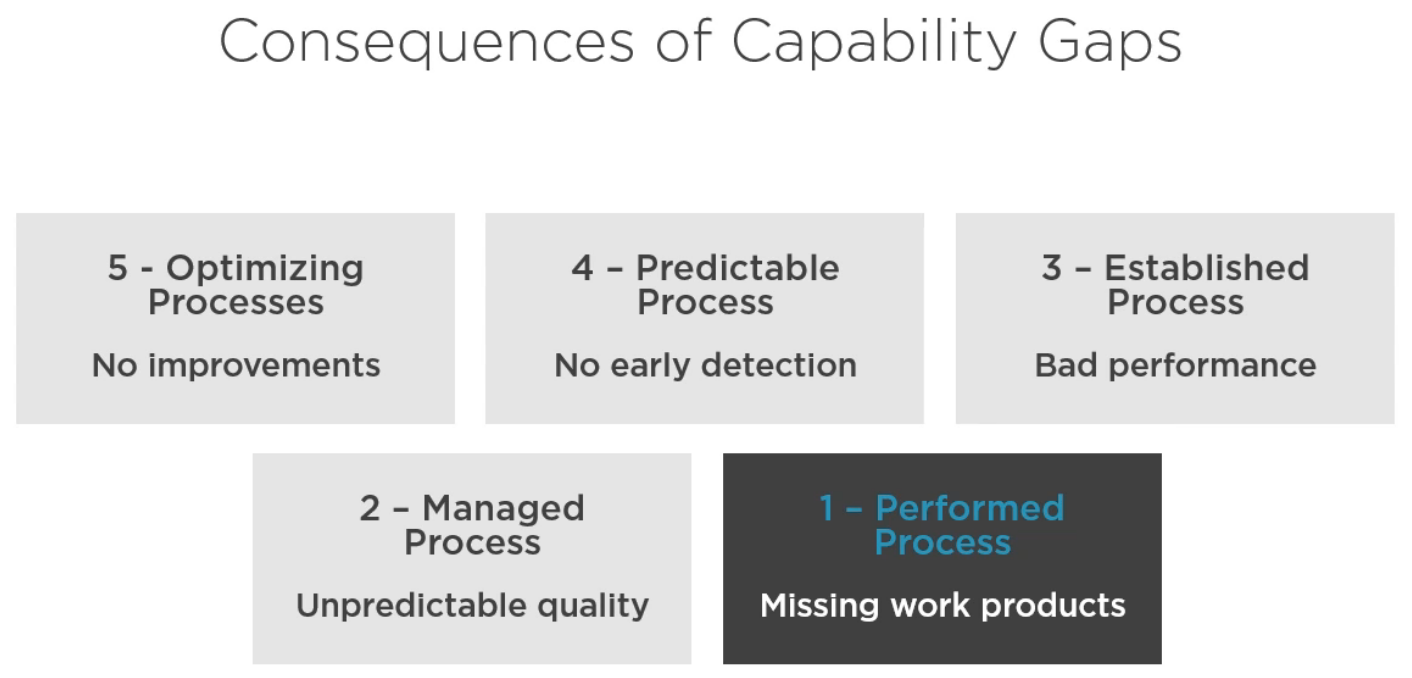 Consequences of Capability Gaps
5 - Optimizing
Processes
No improvements
4 – Predictable
Process
No early detection
3 – Established
Process
Bad performance
2 – Managed
Process
Unpredictable quality
1 – Performed
Process
Missing work products